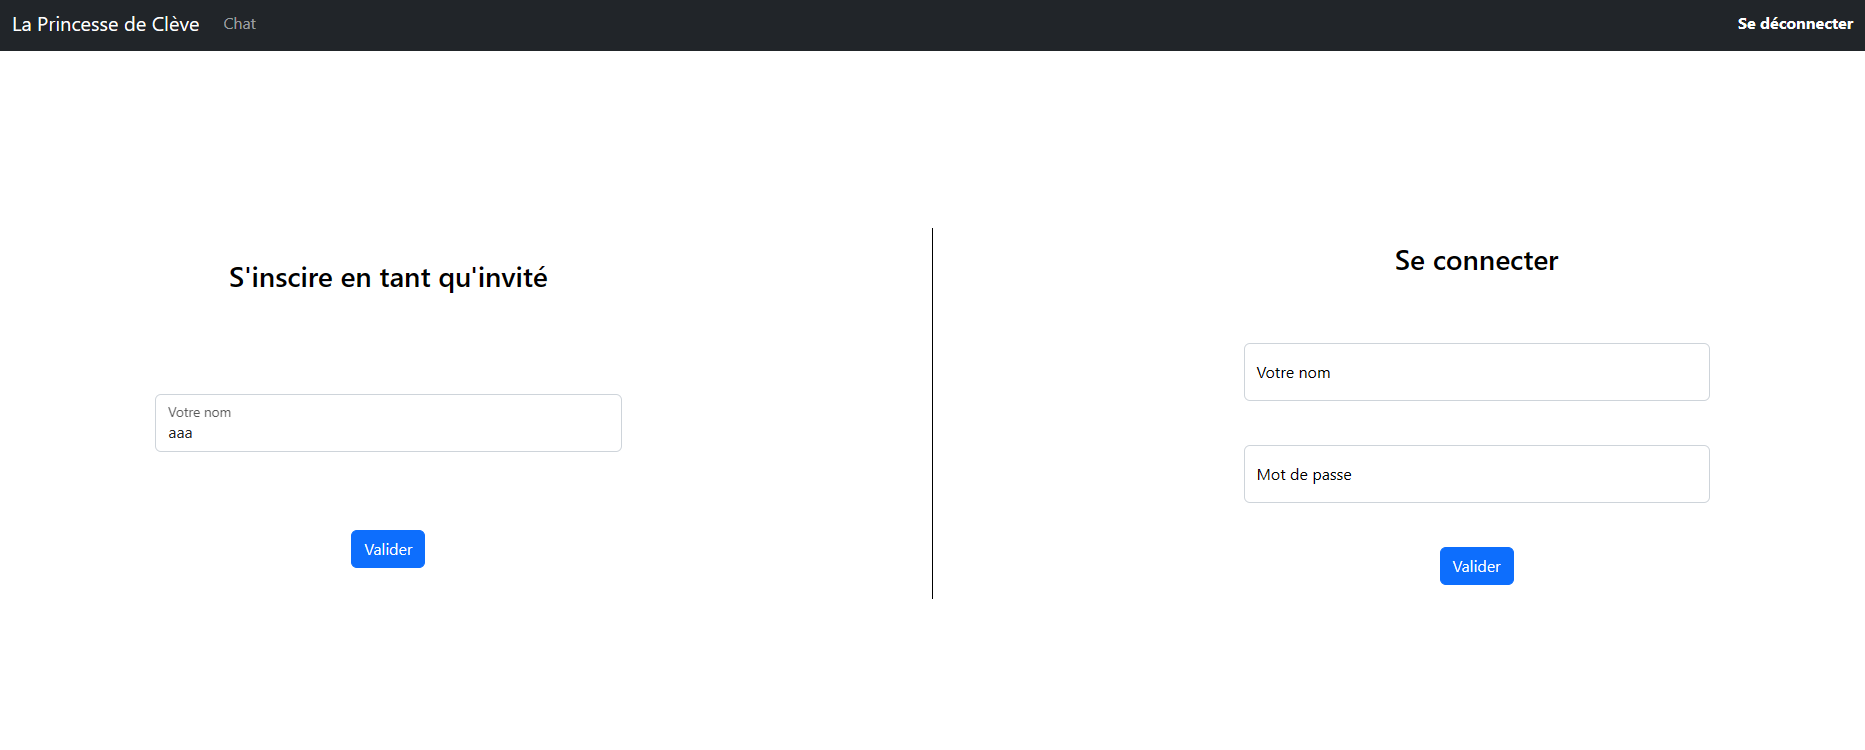 La Princesse de Clève Chat Se déconnecter
S'inscire en tant qu'invité
Votre nom
aaa
Valider
Se connecter
Votre nom
Mot de passe
Valider